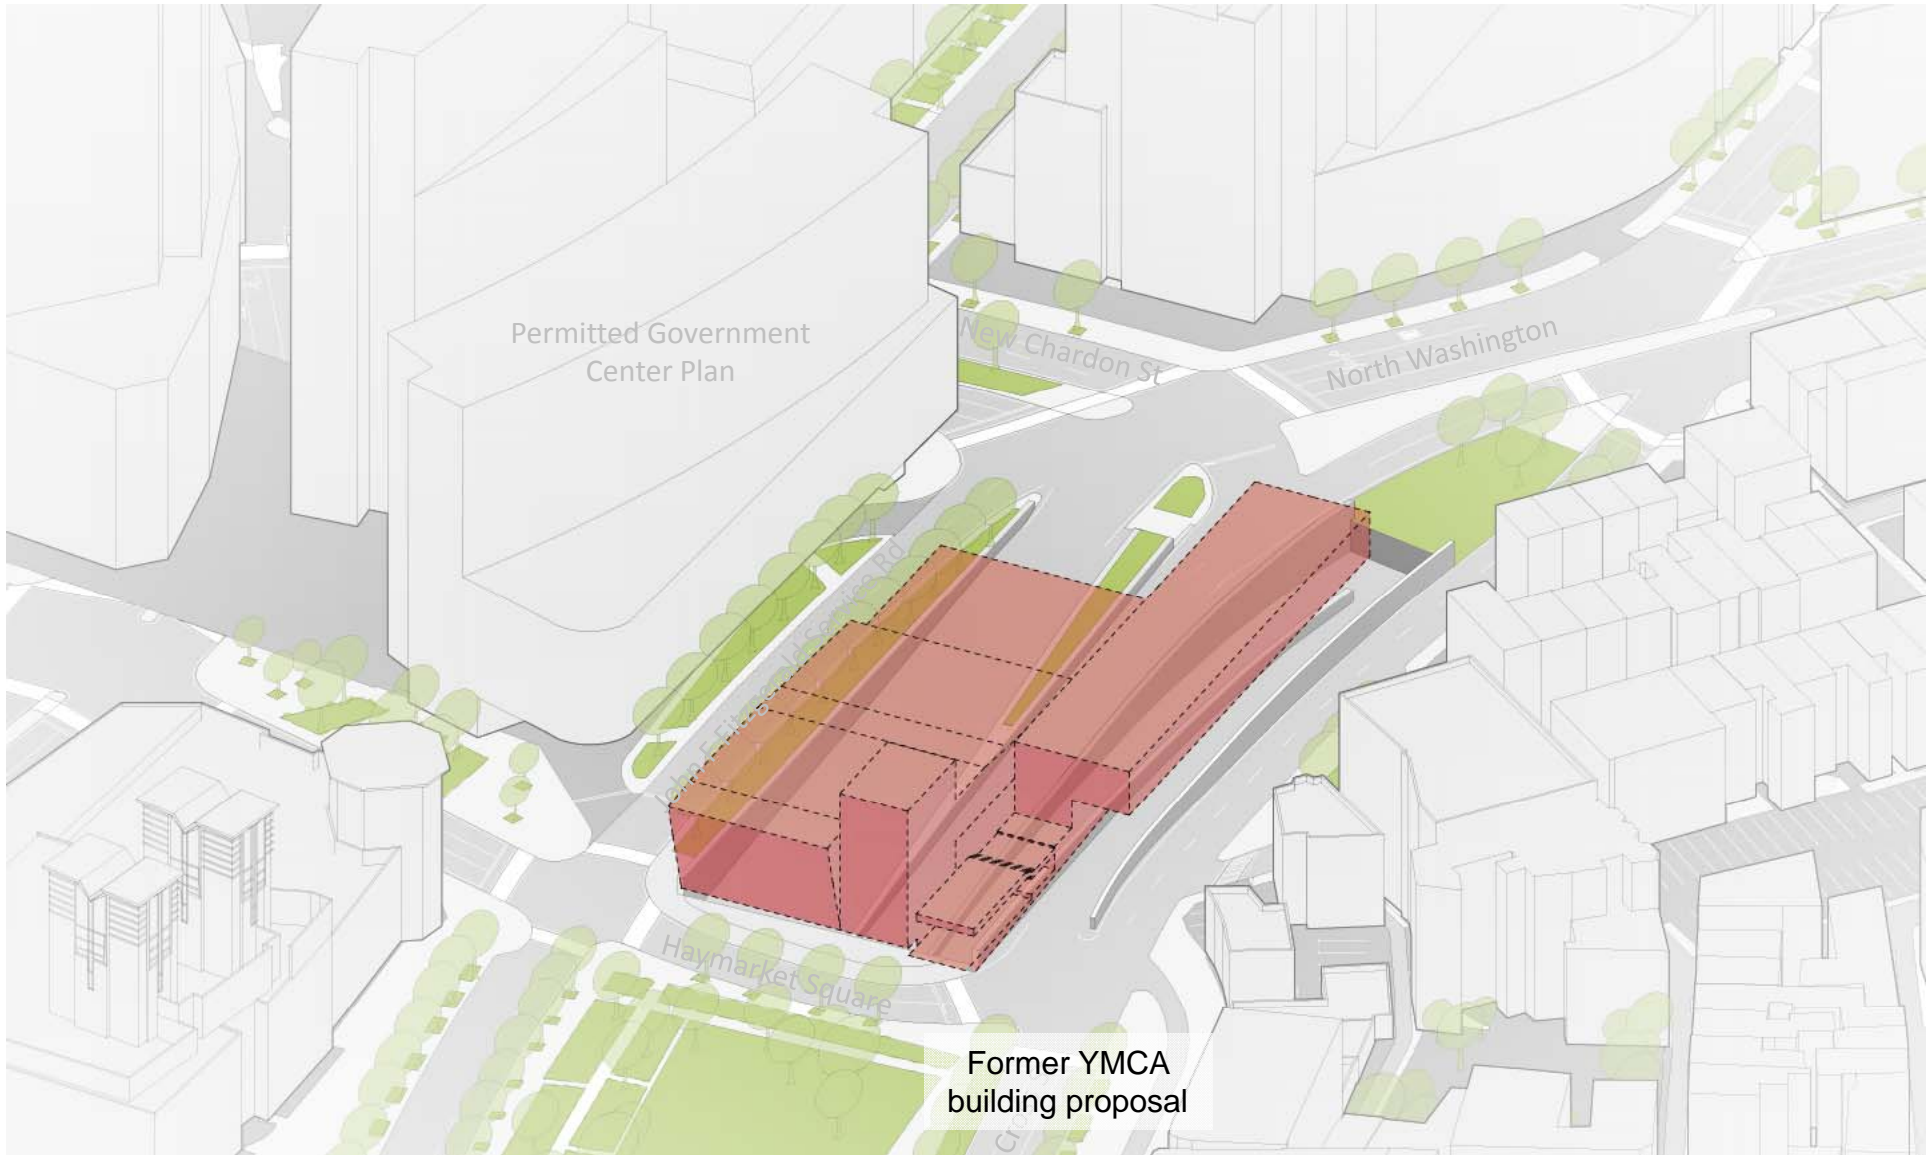 Permitted Government
Center Plan
New Chardon St
North Washington
Haymarket Square
Former YMCA
building proposal